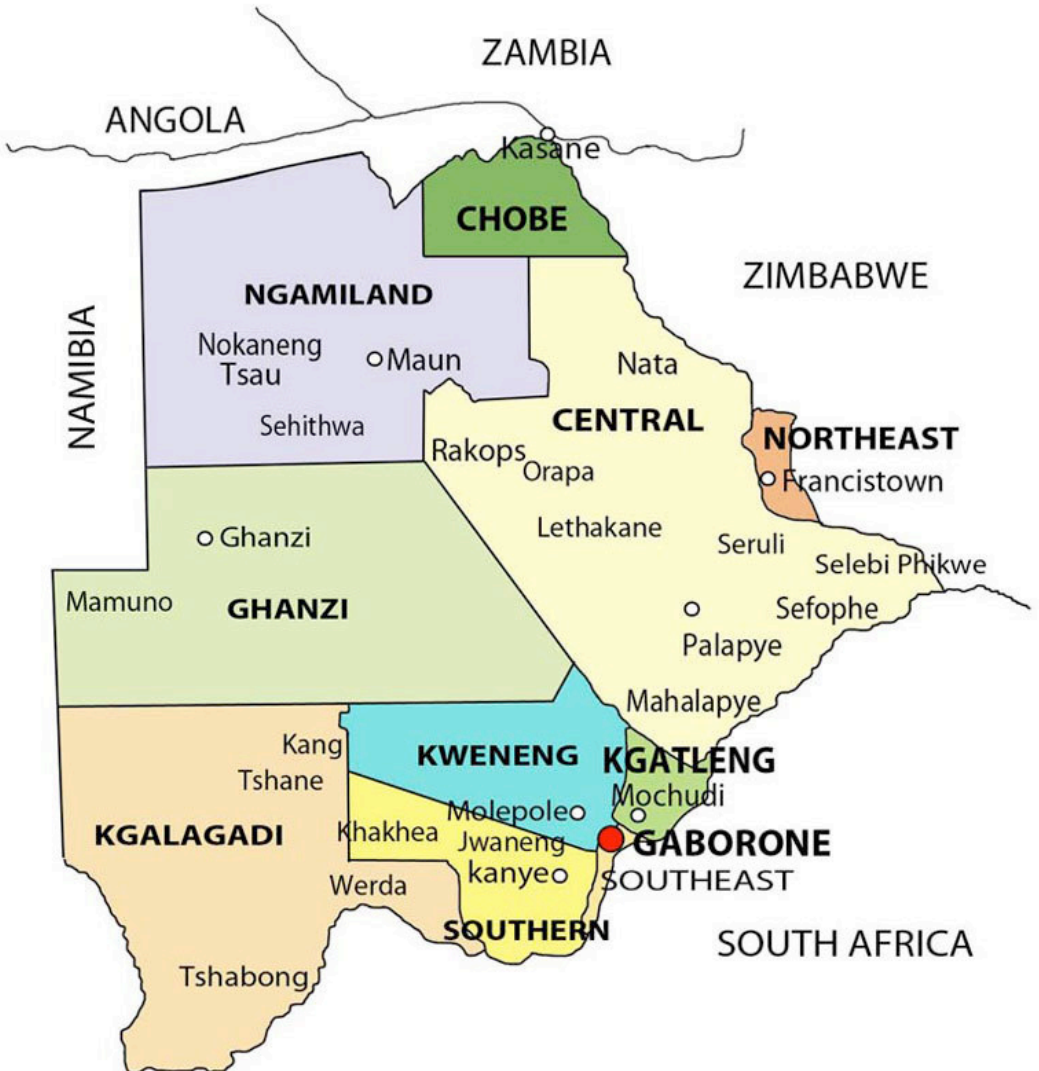 ZAMBIA
ANGOLA
Kasane
CHOBE
ZIMBABWE
NGAMILAND
NAMIBIA
Nokaneng
Maun
Tsau
Nata
Sehithwa
CENTRAL
NORTHEAST
Rakops
Orapa
Francistown
Lethakane
Ghanzi
Seruli
Selebi Phikwe
Mamuno
GHANZI
Sefophe
Palapye
Mahalapye
Kang
KWENENG
KGATLENG
Tshane
Mochudi
Molepole
KGALAGADI
Khakhea
Jwaneng
GABORONE
kanye
SOUTHEAST
Werda
SOUTHERN
SOUTH AFRICA
Tshabong